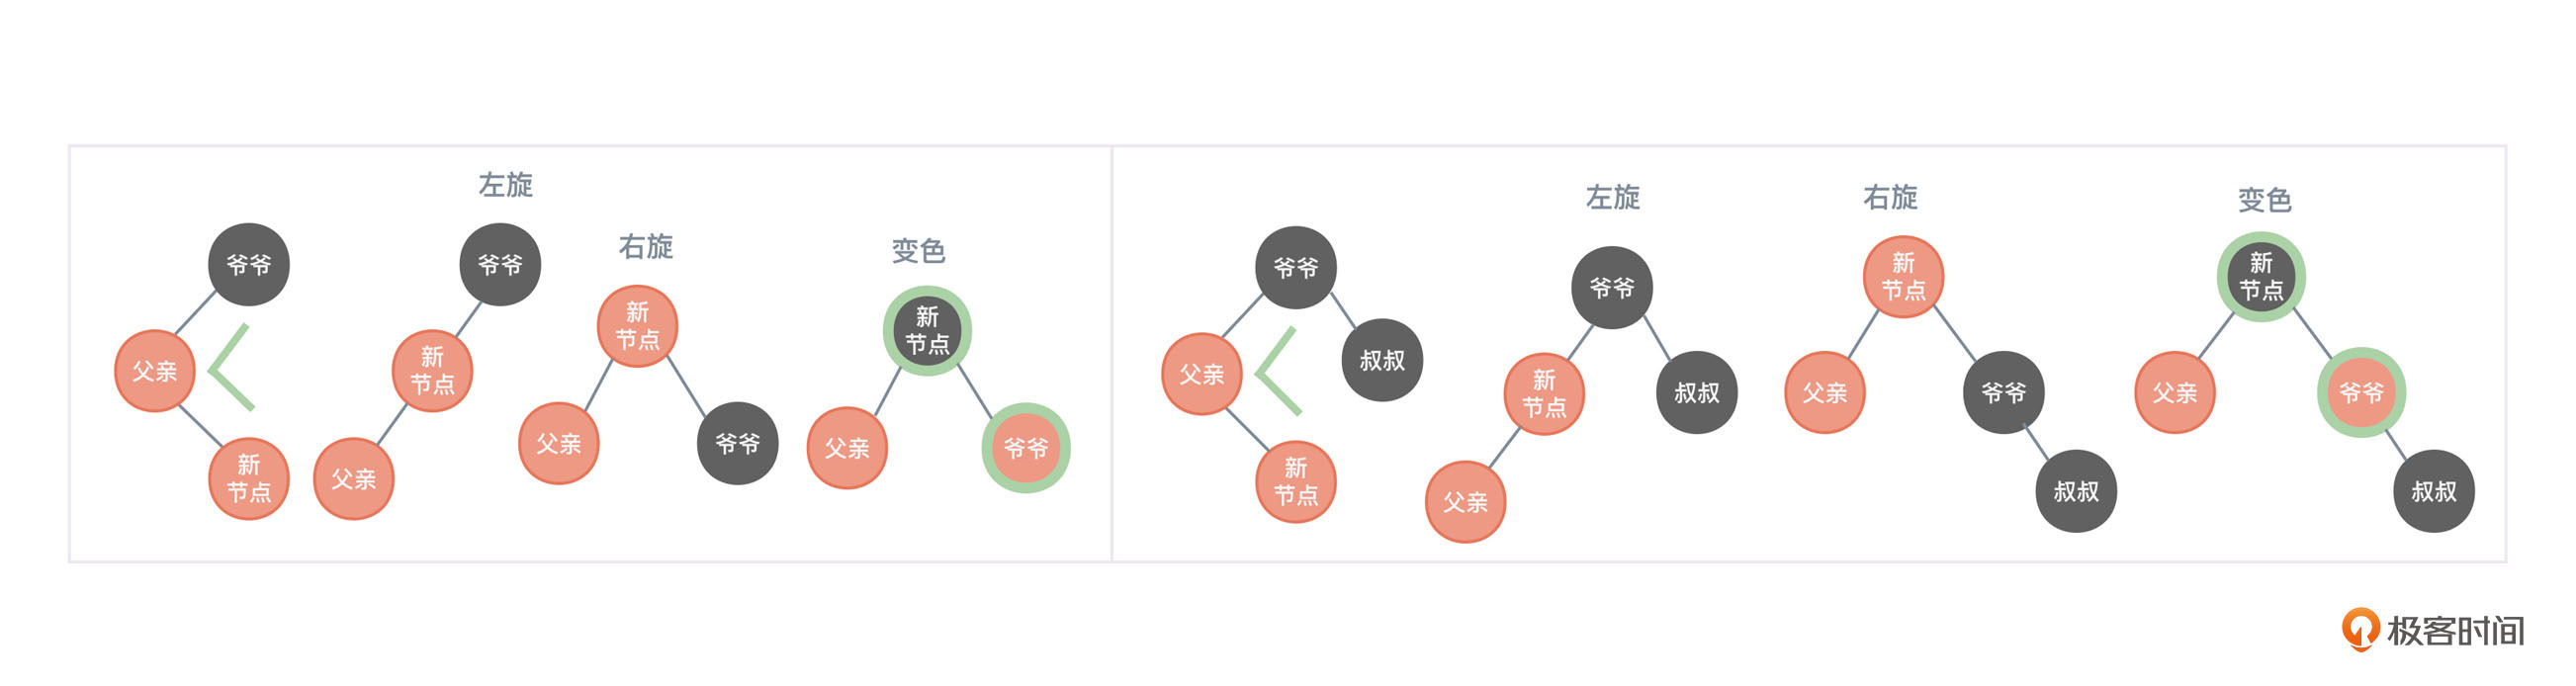 左旋
爷爷
父亲
新
节点
爷爷
新
节点
父亲
右旋
新
节点
父亲
爷爷
变色
新
节点
父亲
爷爷
爷爷
父亲
叔叔
新
节点
左旋
爷爷
新
节点
叔叔
父亲
右旋
新
节点
父亲
爷爷
叔叔
变色
新
节点
父亲
爷爷
叔叔
极客时间